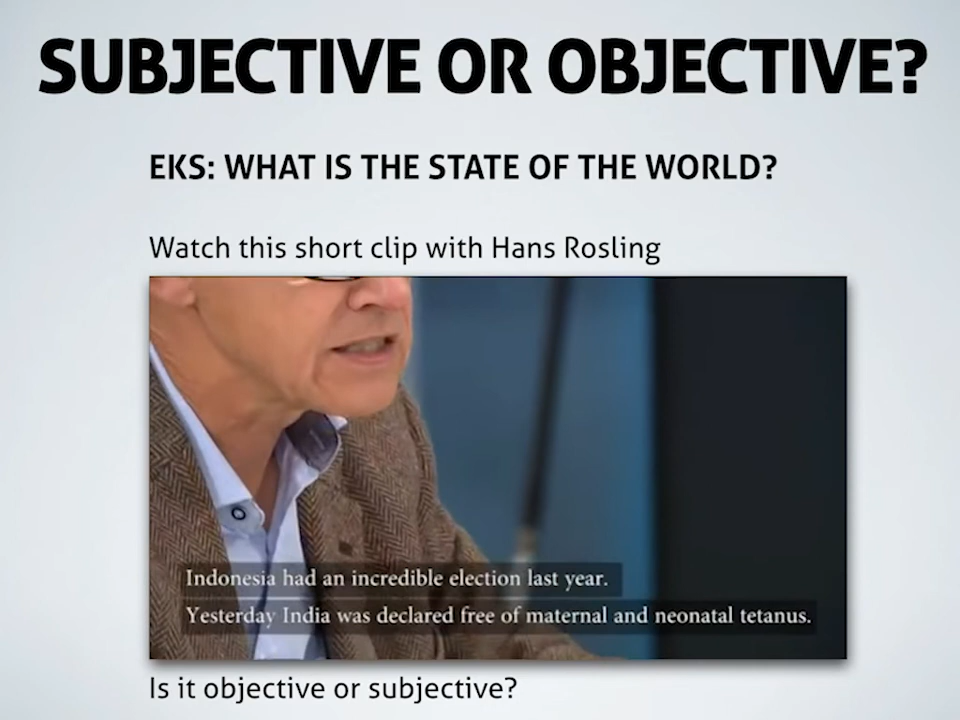 SUBJECTIVE OR OBJECTIVE?
EKS: WHAT IS THE STATE OF THE WORLD?
Watch this short clip with Hans Rosling
Indonesia had an incredible election last year.
Yesterday India was declared free of maternal and neonatal tetanus.
Is it objective or subjective?